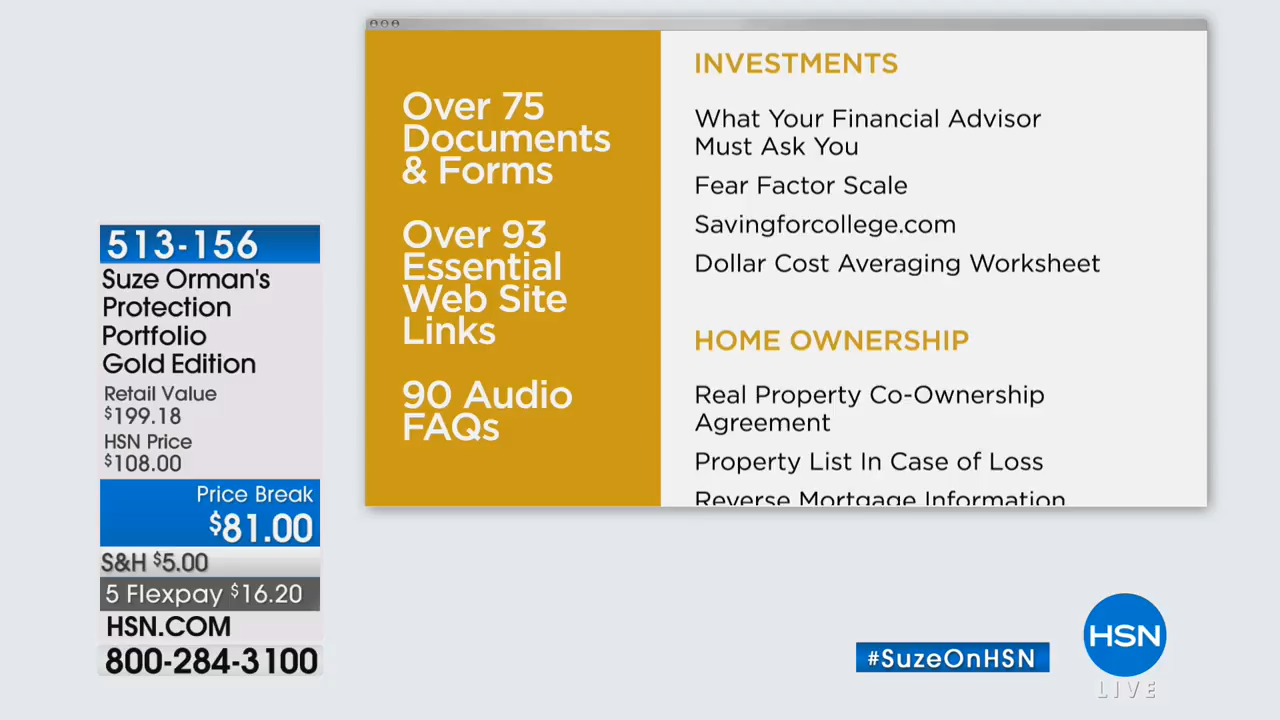 513-156
Suze Orman's
Protection
Portfolio
Gold Edition
Retail Value
$199.18
HSN Price
$108.00
Price Break
$81.00
S&H $5.00
5 Flexpay $16.20
HSN.COM
800-284-3100
Over 75
Documents
& Forms
Over 93
Essential
Web Site
Links
90 Audio
FAQs
INVESTMENTS
What Your Financial Advisor
Must Ask You
Fear Factor Scale
Savingforcollege.com
Dollar Cost Averaging Worksheet
HOME OWNERSHIP
Real Property Co-Ownership
Agreement
Property List In Case of Loss
Reverse Mortgage Information
#SuzeOnHSN
HSN
LIVE